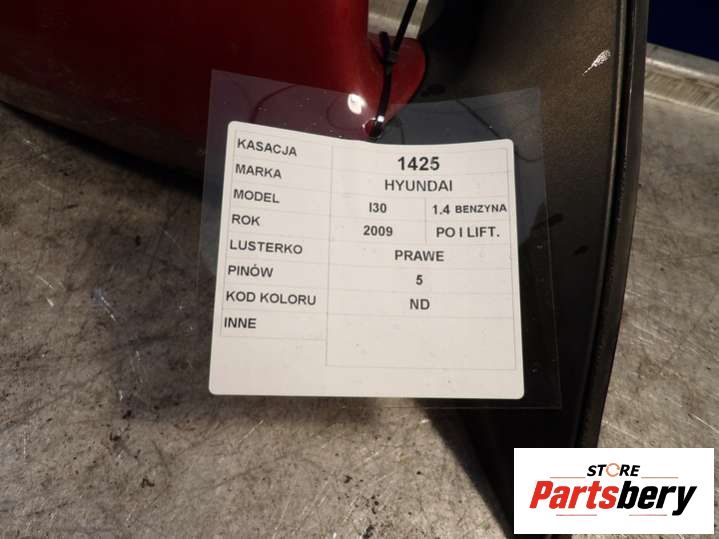 KASACJA 1425
MARKA HYUNDAI
MODEL I30 1.4 BENZYNA
ROK 2009 PO I LIFT.
LUSTERKO PRAWE
PINÓW 5
KOD KOLORU ND
INNE
STORE
Partsbery